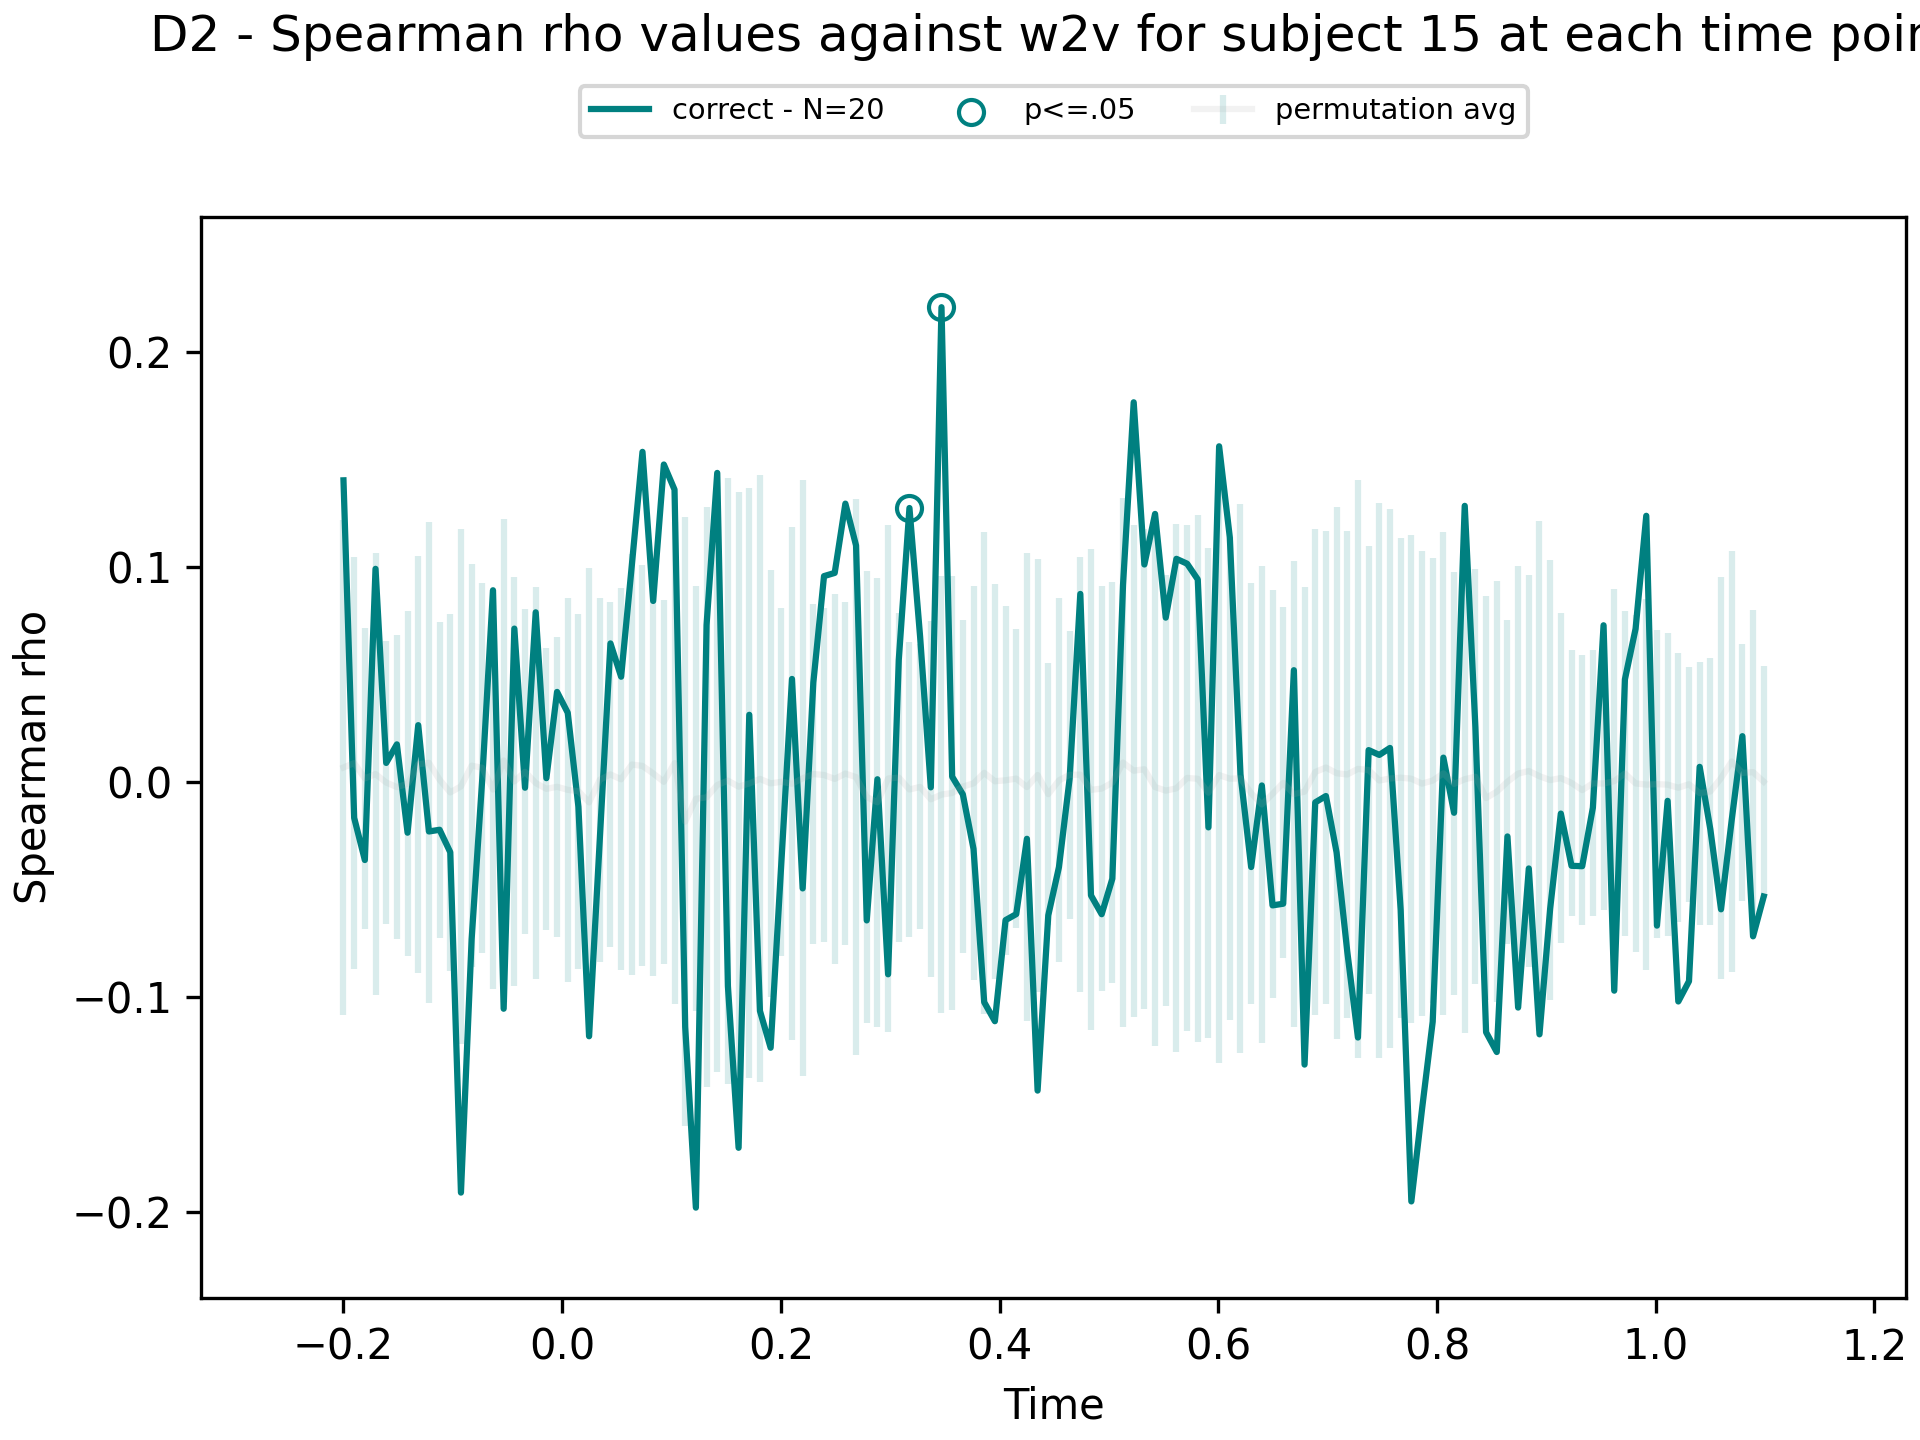 D2 - Spearman rho values against w2v for subject 15 at each time
correct - N=20 p<=.05 permutation avg
Spearman rho
0.2
0.1
0.0
−0.1
−0.2
−0.2 0.0 0.2 0.4 0.6 0.8 1.0 1.2
Time